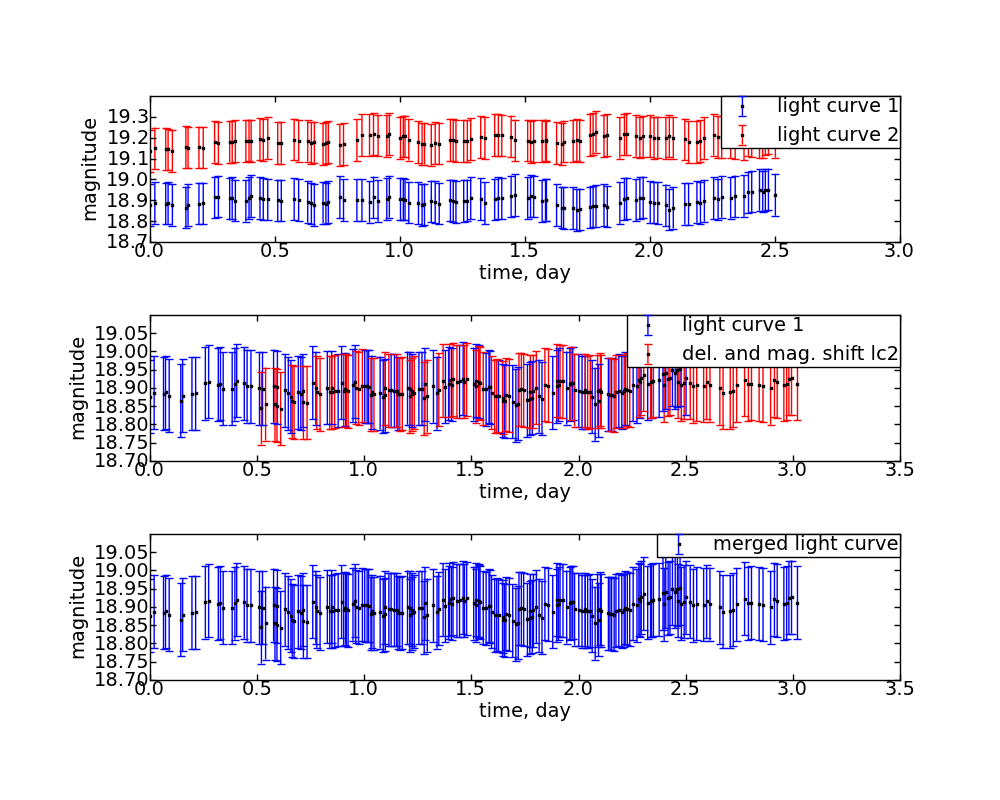 light curve 1
light curve 2
19.3
19.2
19.1
19.0
18.9
18.8
18.7
magnitude
0.0 0.5 1.0 1.5 2.0 2.5 3.0
time, day
light curve 1
del. and mag. shift lc2
19.05
19.00
18.95
18.90
18.85
18.80
18.75
18.70
magnitude
0.0 0.5 1.0 1.5 2.0 2.5 3.0 3.5
time, day
merged light curve
19.05
19.00
18.95
18.90
18.85
18.80
18.75
18.70
magnitude
0.0 0.5 1.0 1.5 2.0 2.5 3.0 3.5
time, day